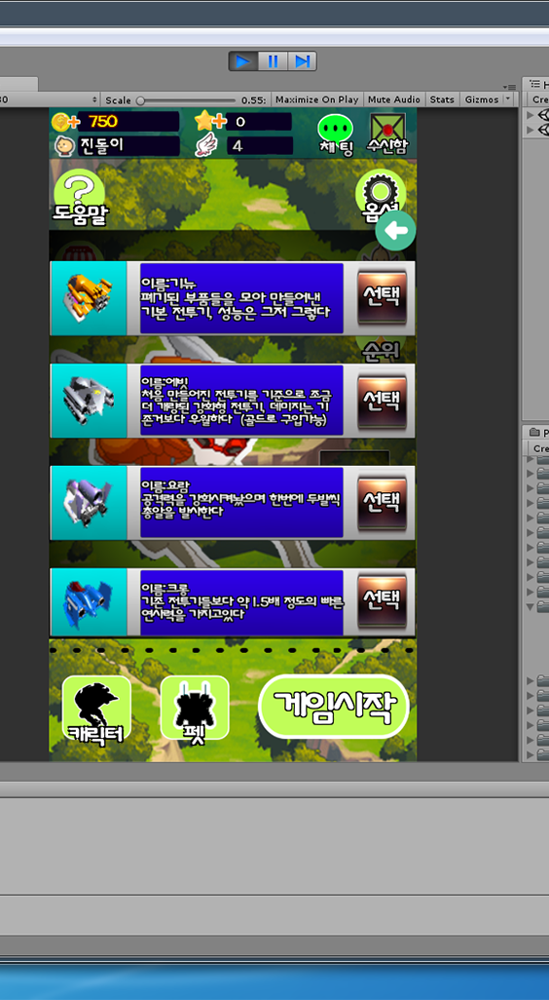 Scale
0.55:
Maximize On Play
Mute Audio
Stats
Gizmos
Cre
750
0
채팅
수신함
진돌이
4
도움말
옵션
이름:기뉴
폐기된 부품들을 모아 만들어낸
기본 전투기, 성능은 그저 그렇다
선택
순위
이름:에빗
처음 만들어진 전투기를 기준으로 조금
더 개량된 강화형 전투기, 데미지는 기
존거보다 우월하다 (골드로 구입가능)
선택
이름:요람
공격력을 강화시켜놨으며 한번에 두발씩
총알을 발사한다
선택
이름:크롱
기존 전투기들보다 약 1.5배 정도의 빠른
연사력을 가지고있다
선택
캐릭터
펫
게임시작
Cre